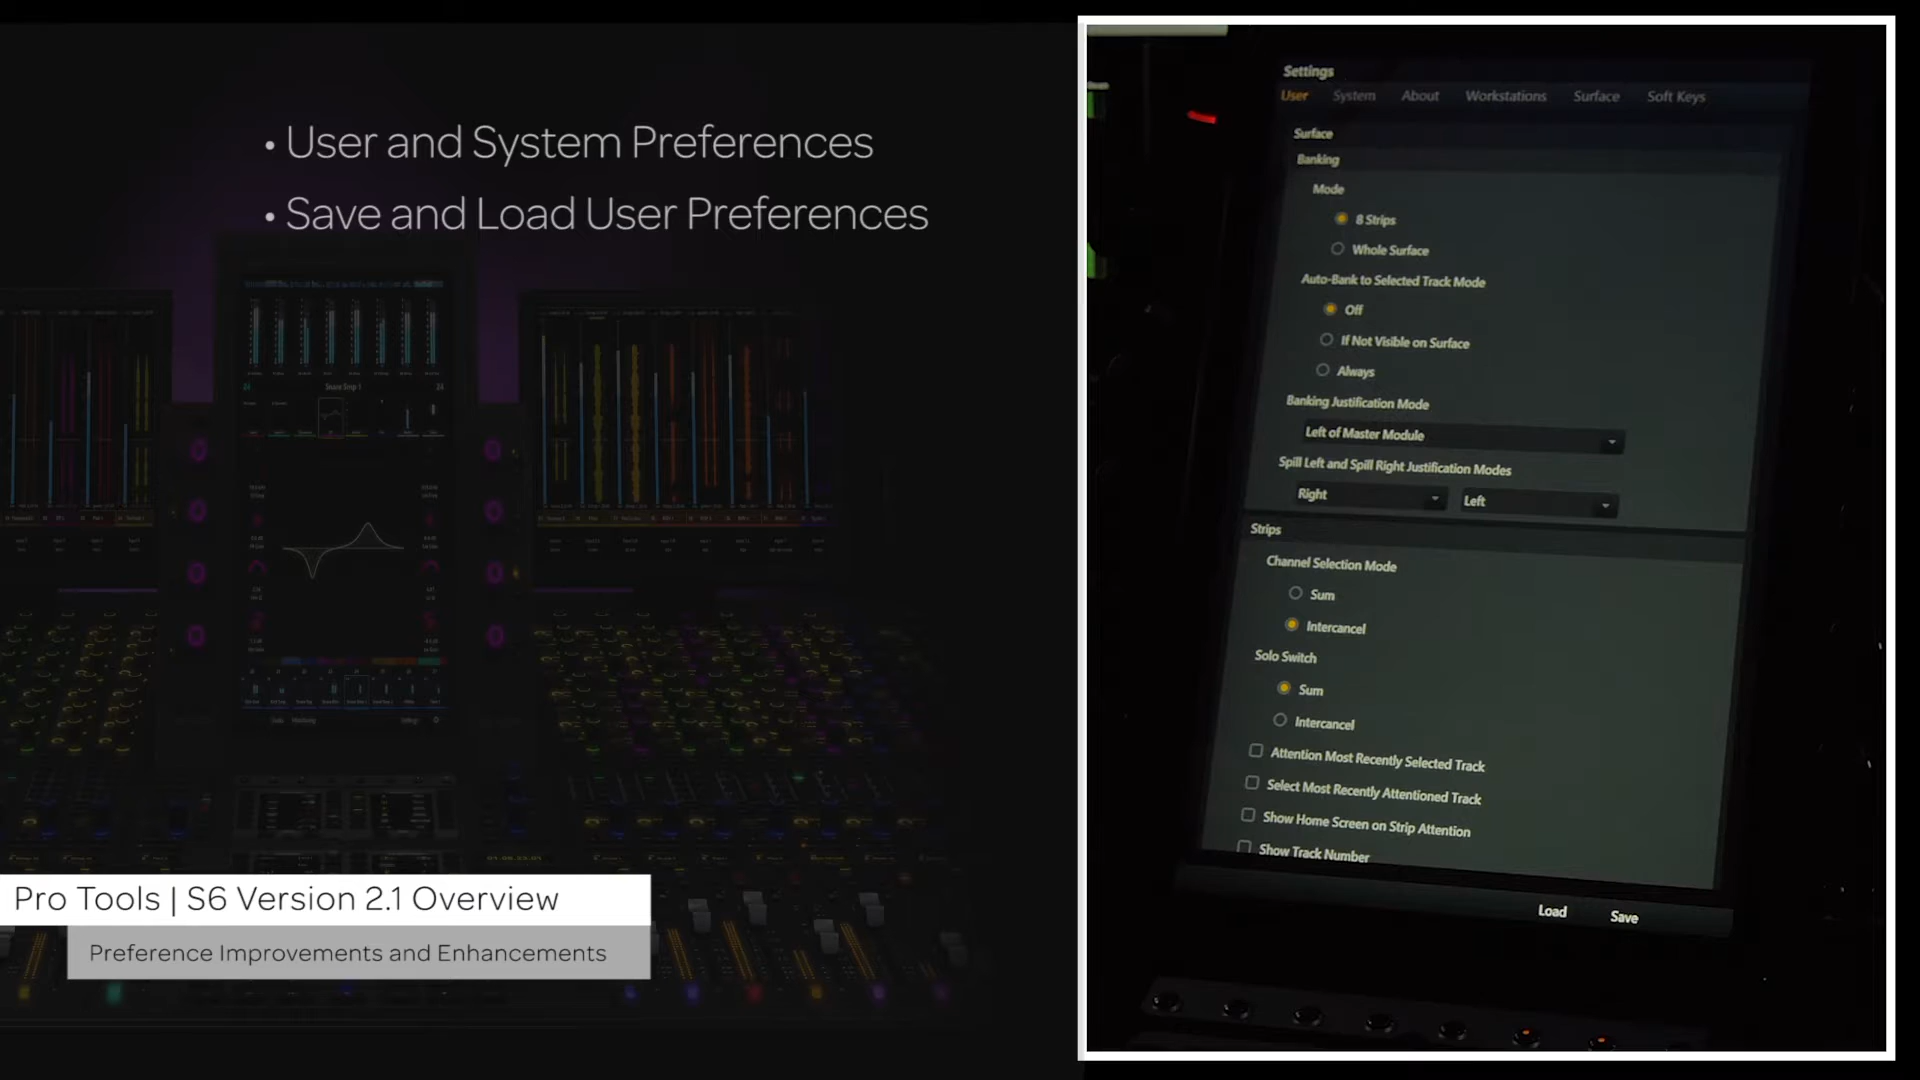 • User and System Preferences
• Save and Load User Preferences
Pro Tools | S6 Version 2.1 Overview
Preference Improvements and Enhancements
Settings
User System About Workstations Surface Soft Keys
Surface
Banking
Mode
8 Strips
Whole Surface
Auto-Bank to Selected Track Mode
Off
If Not Visible on Surface
Always
Banking Justification Mode
Left of Master Module
Spill Left and Spill Right Justification Modes
Right Left
Strips
Channel Selection Mode
Sum
Intercancel
Solo Switch
Sum
Intercancel
Attention Most Recently Selected Track
Select Most Recently Attentioned Track
Show Home Screen on Strip Attention
Show Track Number
Load Save